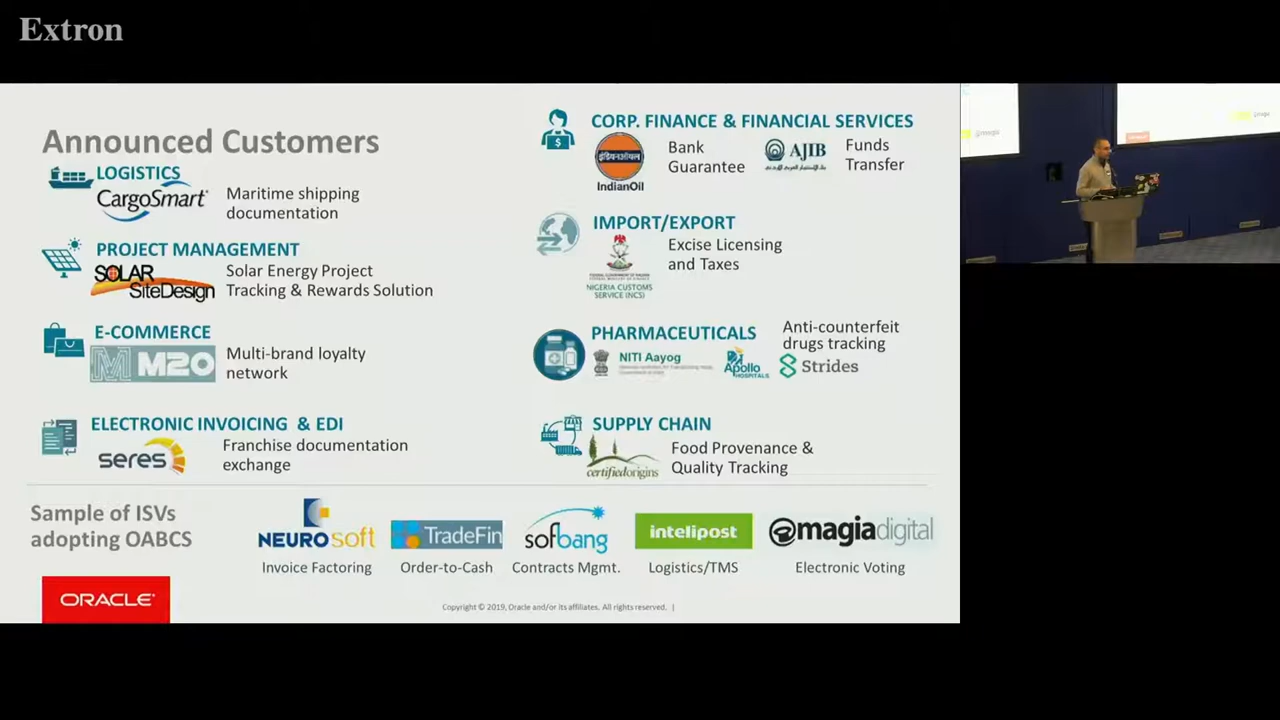 Extron
Announced Customers
LOGISTICS
CargoSmart
Maritime shipping
documentation
PROJECT MANAGEMENT
SOLAR
SiteDesign
Solar Energy Project
Tracking & Rewards Solution
E-COMMERCE
M20
Multi-brand loyalty
network
ELECTRONIC INVOICING & EDI
seres
Franchise documentation
exchange
CORP. FINANCE & FINANCIAL SERVICES
इंडियनऑयल
IndianOil
Bank
Guarantee
AJIB
Funds
Transfer
IMPORT/EXPORT
NIGERIA CUSTOMS
SERVICE (NCS)
Excise Licensing
and Taxes
PHARMACEUTICALS
NITI Aayog
Apollo
HOSPITALS
Strides
Anti-counterfeit
drugs tracking
SUPPLY CHAIN
certifiedorigins
Food Provenance &
Quality Tracking
Sample of ISVs
adopting OABCS
NEUROsoft
Invoice Factoring
TradeFin
Order-to-Cash
sofbang
Contracts Mgmt.
intelipost
Logistics/TMS
@magiadigital
Electronic Voting
ORACLE
Copyright © 2019, Oracle and/or its affiliates. All rights reserved. |